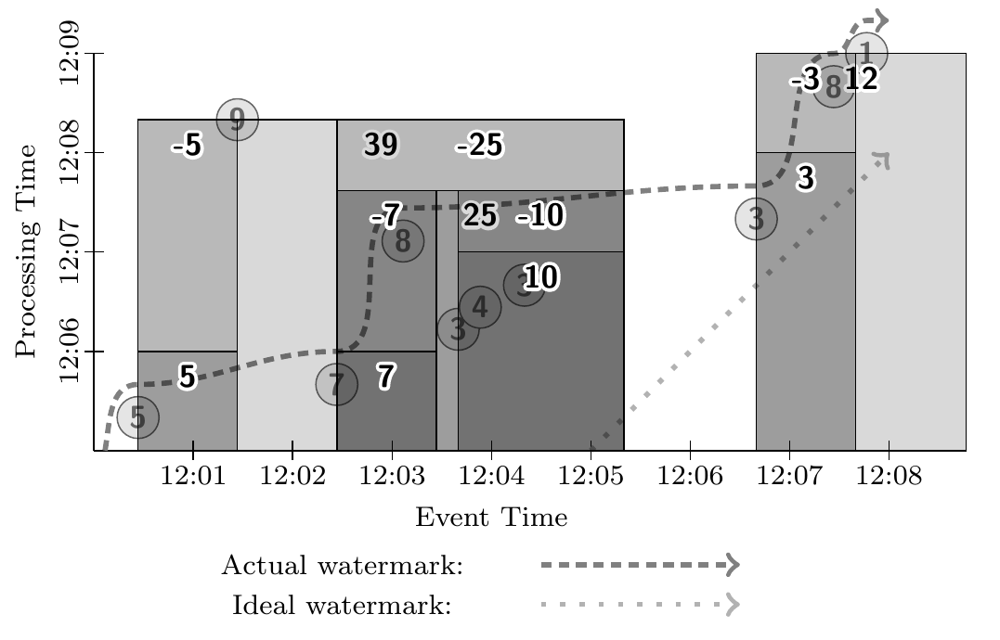 12:09
1
-3 12
8
9
-5 39 -25
12:08
3
-7 25 -10
3
8
12:07
10
3
4
3
12:06
5 7
7
5
Processing Time
12:01 12:02 12:03 12:04 12:05 12:06 12:07 12:08
Event Time
Actual watermark:
Ideal watermark: